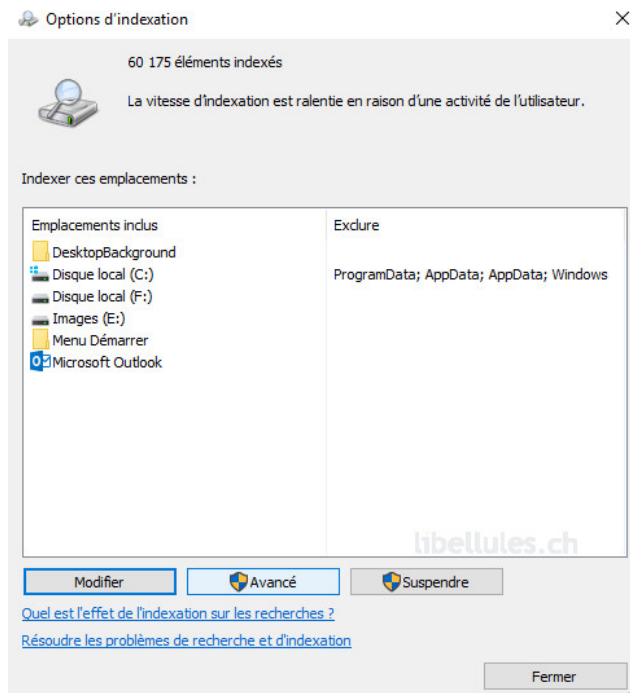 Options d'indexation
60 175 éléments indexés
La vitesse d'indexation est ralentie en raison d'une activité de l'utilisateur.
Indexer ces emplacements :
Emplacements inclus Exclure
DesktopBackground
Disque local (C:) ProgramData; AppData; AppData; Windows
Disque local (F:)
Images (E:)
Menu Démarrer
Microsoft Outlook
libellules.ch
Modifier Avancé Suspendre
Quel est l'effet de l'indexation sur les recherches ?
Résoudre les problèmes de recherche et d'indexation
Fermer